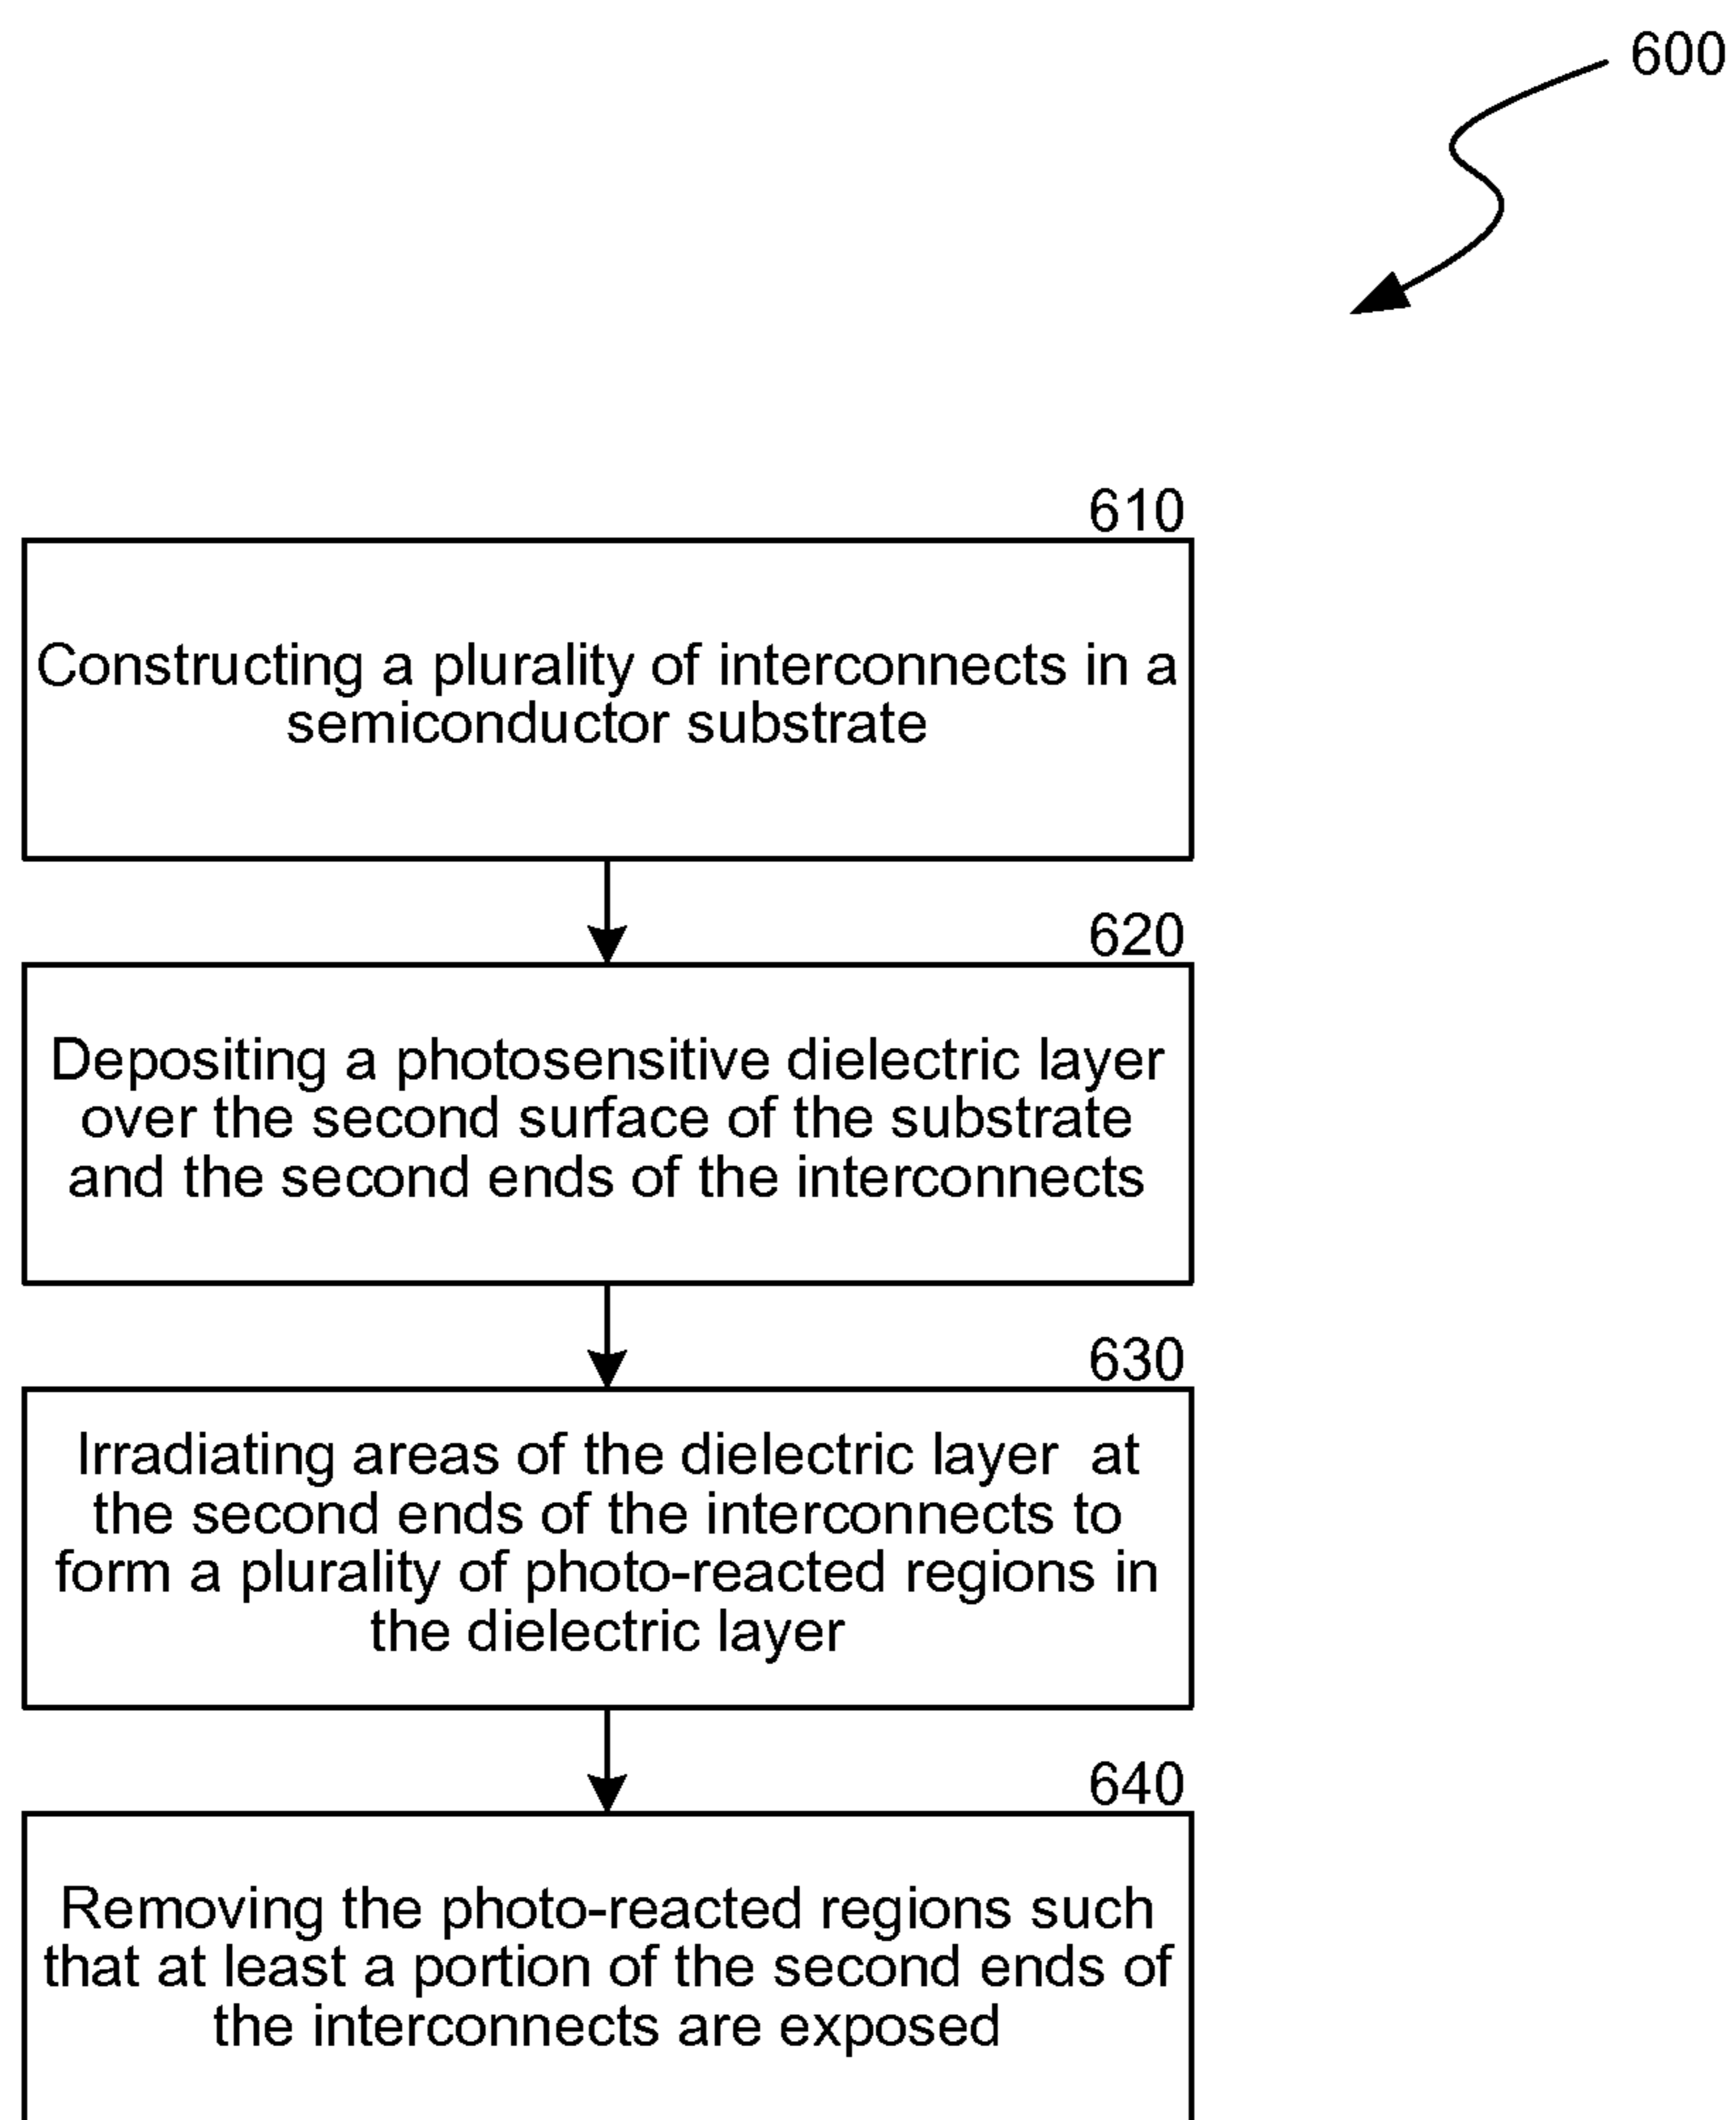 600
610
Constructing a plurality of interconnects in a
semiconductor substrate
620
Depositing a photosensitive dielectric layer
over the second surface of the substrate
and the second ends of the interconnects
630
Irradiating areas of the dielectric layer  at
the second ends of the interconnects to
form a plurality of photo-reacted regions in
the dielectric layer
640
Removing the photo-reacted regions such
that at least a portion of the second ends of
the interconnects are exposed